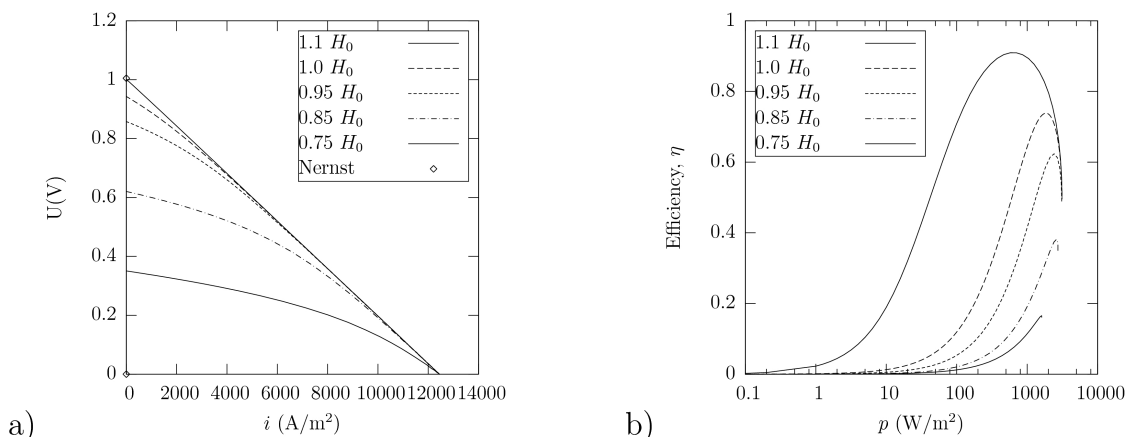 1.2
1
0.8
0.6
0.4
0.2
0
U(V)
1.1 H₀
1.0 H₀
0.95 H₀
0.85 H₀
0.75 H₀
Nernst
0 2000 4000 6000 8000 10000 12000 14000
i (A/m²)
a)
1
0.8
0.6
0.4
0.2
0
Efficiency, η
1.1 H₀
1.0 H₀
0.95 H₀
0.85 H₀
0.75 H₀
0.1 1 10 100 1000 10000
p (W/m²)
b)